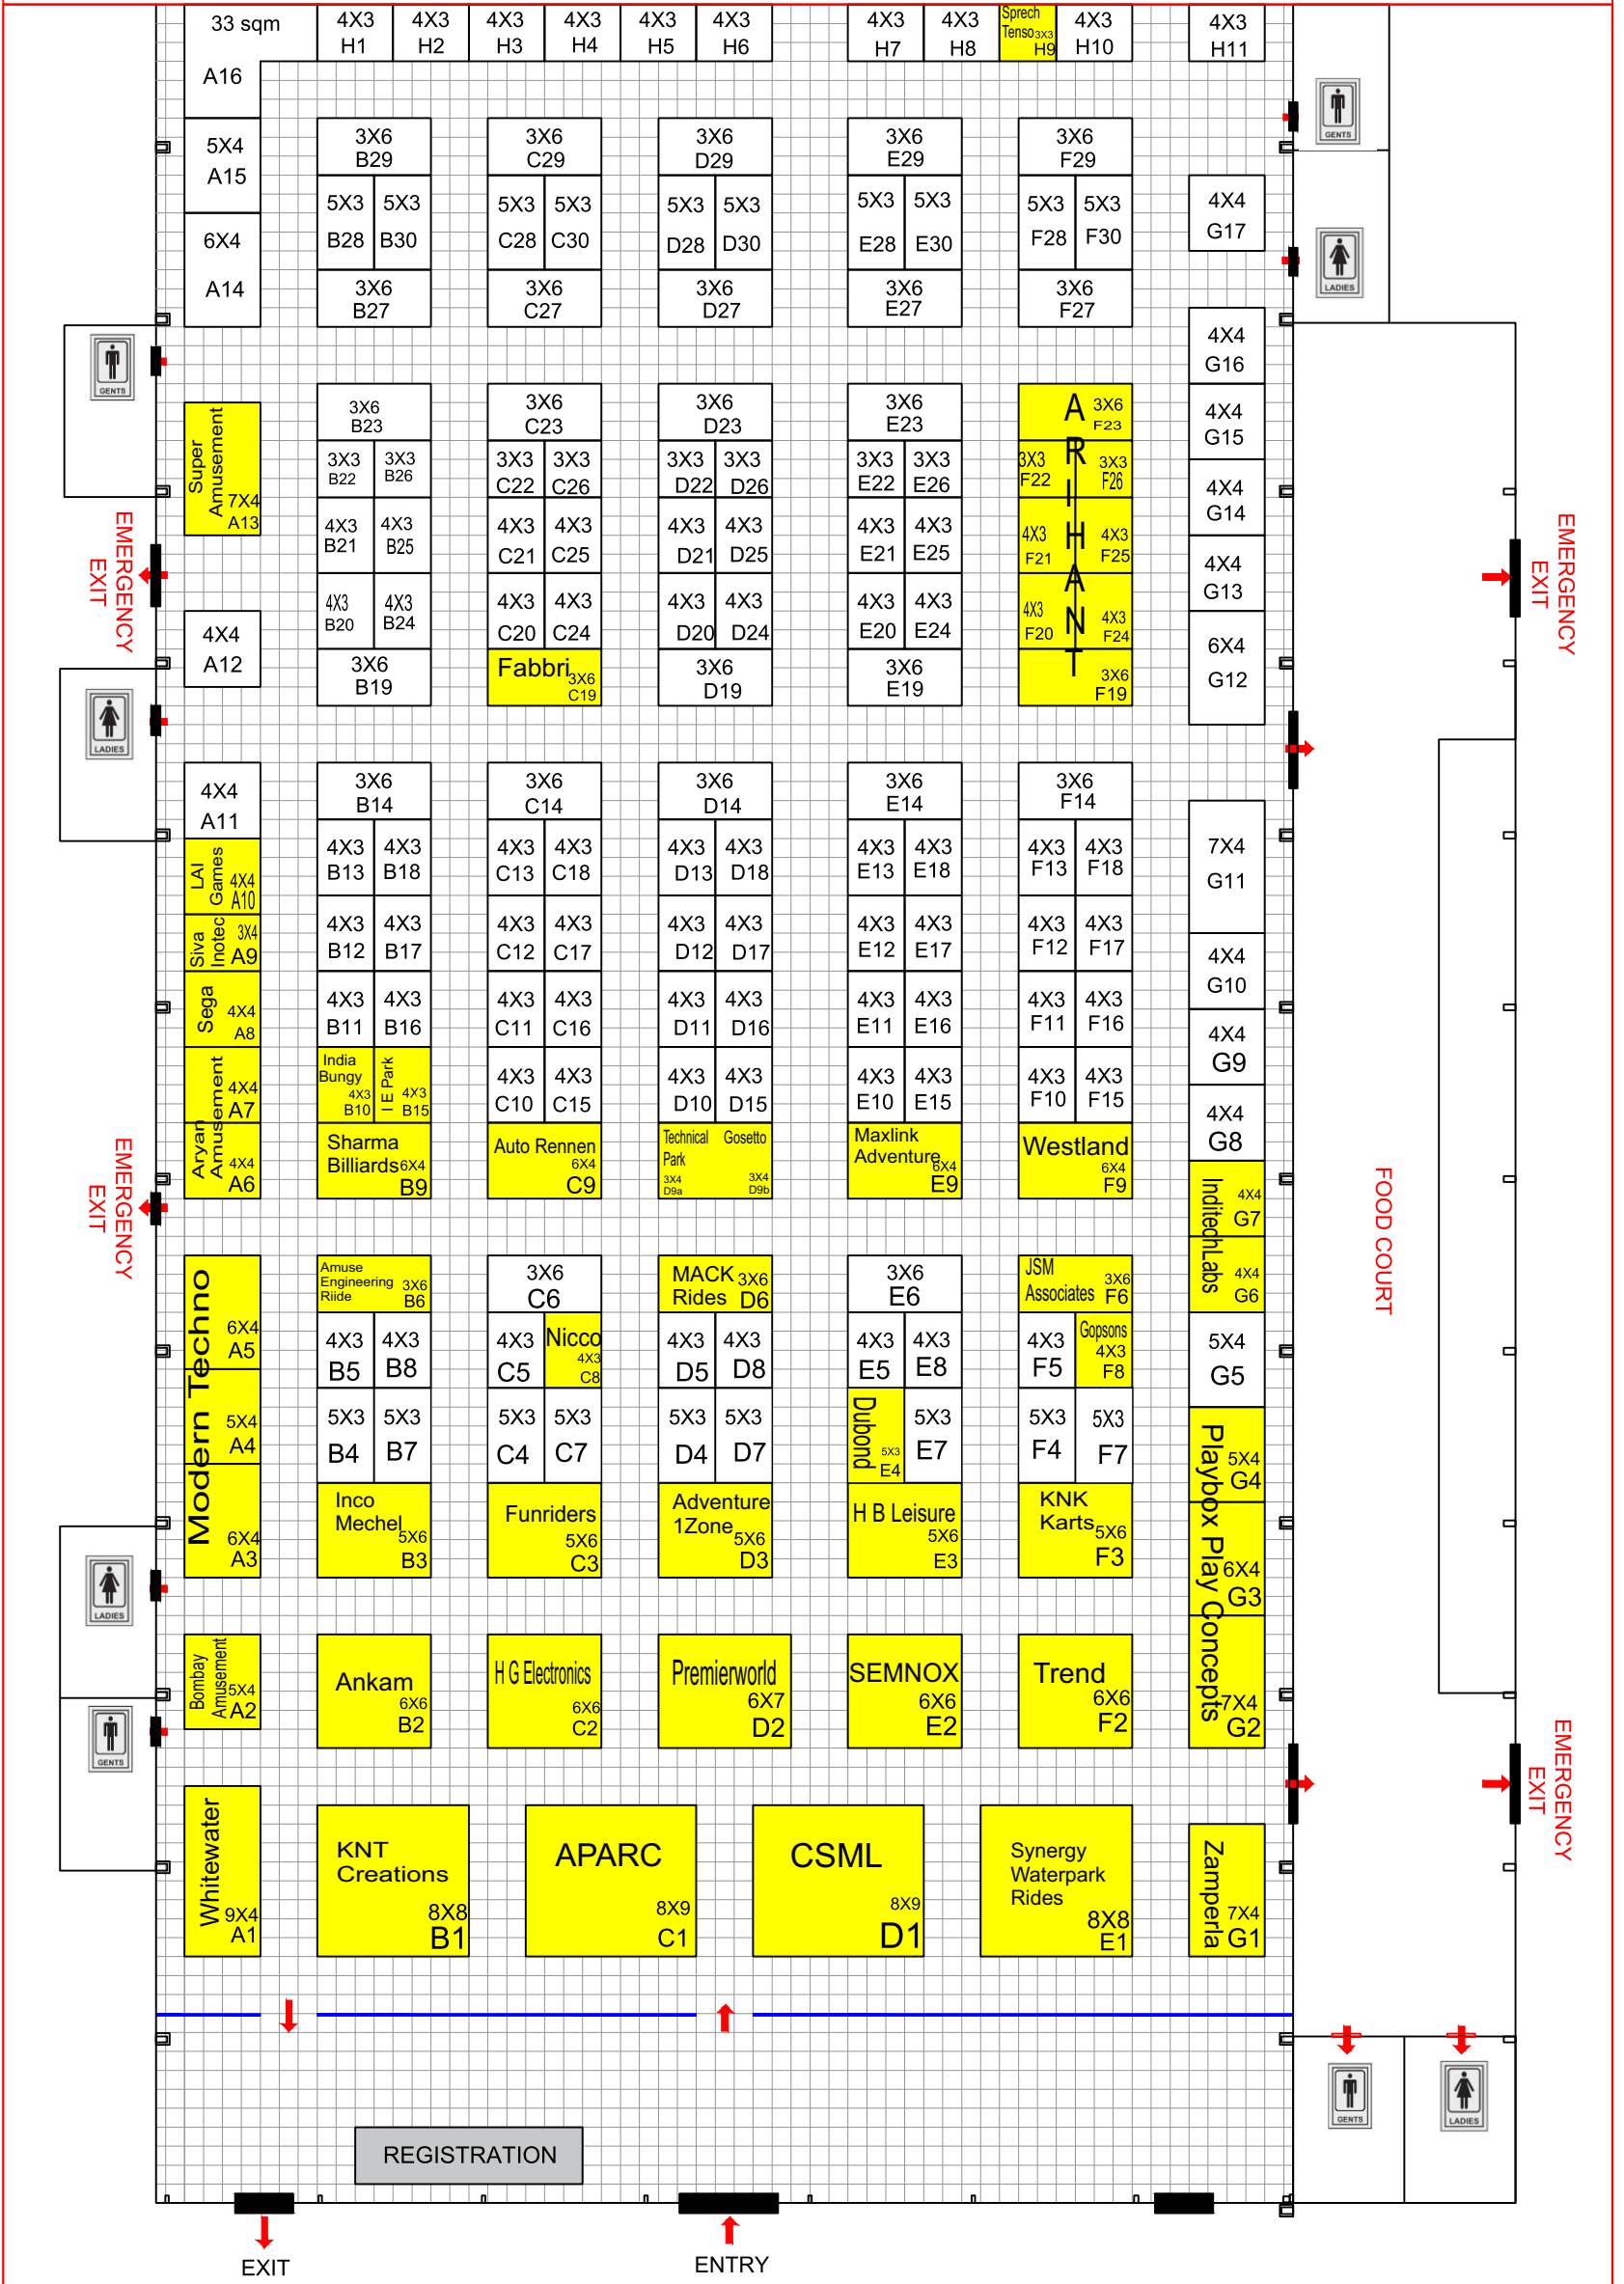 33 sqm
A16
4X3 H1
4X3 H2
4X3 H3
4X3 H4
4X3 H5
4X3 H6
4X3 H7
4X3 H8
Sprech
Tenso 3X3
H9
4X3 H10
4X3 H11
GENTS
5X4
A15
3X6
B29
3X6
C29
3X6
D29
3X6
E29
3X6
F29
6X4
A14
5X3 B28
5X3 B30
5X3 C28
5X3 C30
5X3 D28
5X3 D30
5X3 E28
5X3 E30
5X3 F28
5X3 F30
4X4
G17
LADIES
3X6
B27
3X6
C27
3X6
D27
3X6
E27
3X6
F27
4X4
G16
GENTS
Super
Amusement
7X4
A13
3X6
B23
3X6
C23
3X6
D23
3X6
E23
ARIHANT
3X6
F23
4X4
G15
3X3 B22
3X3 B26
3X3 C22
3X3 C26
3X3 D22
3X3 D26
3X3 E22
3X3 E26
3X3 F22
3X3 F26
4X4
G14
EMERGENCY
EXIT
4X3 B21
4X3 B25
4X3 C21
4X3 C25
4X3 D21
4X3 D25
4X3 E21
4X3 E25
4X3 F21
4X3 F25
4X4
G13
EMERGENCY
EXIT
4X4
A12
4X3 B20
4X3 B24
4X3 C20
4X3 C24
4X3 D20
4X3 D24
4X3 E20
4X3 E24
4X3 F20
4X3 F24
6X4
G12
3X6
B19
Fabbri
3X6
C19
3X6
D19
3X6
E19
3X6
F19
LADIES
4X4
A11
3X6
B14
3X6
C14
3X6
D14
3X6
E14
3X6
F14
LAI
Games
4X4
A10
4X3 B13
4X3 B18
4X3 C13
4X3 C18
4X3 D13
4X3 D18
4X3 E13
4X3 E18
4X3 F13
4X3 F18
7X4
G11
Siva
Inotec
3X4
A9
4X3 B12
4X3 B17
4X3 C12
4X3 C17
4X3 D12
4X3 D17
4X3 E12
4X3 E17
4X3 F12
4X3 F17
4X4
G10
Sega
4X4
A8
4X3 B11
4X3 B16
4X3 C11
4X3 C16
4X3 D11
4X3 D16
4X3 E11
4X3 E16
4X3 F11
4X3 F16
4X4
G9
Aryan
Amusement
4X4
A7
4X4
A6
India
Bungy
4X3
B10
I E Park
4X3
B15
4X3 C10
4X3 C15
4X3 D10
4X3 D15
4X3 E10
4X3 E15
4X3 F10
4X3 F15
4X4
G8
Sharma
Billiards 6X4
B9
Auto Rennen
6X4
C9
Technical
Park
3X4
D9a
Gosetto
3X4
D9b
Maxlink
Adventure
6X4
E9
Westland
6X4
F9
InditechLabs
4X4
G7
4X4
G6
EMERGENCY
EXIT
FOOD COURT
Modern Techno
6X4
A5
5X4
A4
6X4
A3
Amuse
Engineering
Riide
3X6
B6
3X6
C6
MACK
Rides
3X6
D6
3X6
E6
JSM
Associates
3X6
F6
4X3 B5
4X3 B8
4X3 C5
Nicco
4X3
C8
4X3 D5
4X3 D8
4X3 E5
4X3 E8
4X3 F5
Gopsons
4X3
F8
5X4
G5
5X3 B4
5X3 B7
5X3 C4
5X3 C7
5X3 D4
5X3 D7
Dubond
5X3
E4
5X3 E7
5X3 F4
5X3 F7
Playbox Play Concepts
5X4
G4
6X4
G3
7X4
G2
Inco
Mechel
5X6
B3
Funriders
5X6
C3
Adventure
1Zone
5X6
D3
H B Leisure
5X6
E3
KNK
Karts
5X6
F3
LADIES
Bombay
Amusement
5X4
A2
Ankam
6X6
B2
H G Electronics
6X6
C2
Premierworld
6X7
D2
SEMNOX
6X6
E2
Trend
6X6
F2
GENTS
EMERGENCY
EXIT
Whitewater
9X4
A1
KNT
Creations
8X8
B1
APARC
8X9
C1
CSML
8X9
D1
Synergy
Waterpark
Rides
8X8
E1
Zamperla
7X4
G1
GENTS
LADIES
REGISTRATION
EXIT
ENTRY